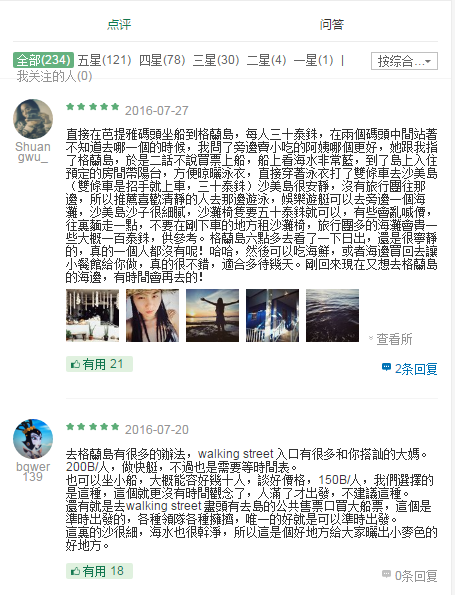 点评 问答
全部(234) 五星(121) 四星(78) 三星(30) 二星(4) 一星(1) | 按综合...
我关注的人(0)
2016-07-27
Shuan
gwu_
直接在芭提雅碼頭坐船到格蘭島，每人三十泰銖，在兩個碼頭中間站著
不知道去哪一個的時候，我問了旁邊賣小吃的阿姨哪個更好，她跟我指
了格蘭島，於是二話不說買票上船，船上看海水非常藍，到了島上入住
預定的房間帶陽台，方便晾曬泳衣，直接穿著泳衣打了雙條車去沙美島
（雙條車是招手就上車，三十泰銖）沙美島很安靜，沒有旅行團往那
邊，所以推薦喜歡清靜的人去那邊遊泳，娛樂遊艇可以去旁邊一個海
灘，沙美島沙子很細膩，沙灘椅隻要五十泰銖就可以，有些會亂喊價，
往裏麵走一點，不要在剛下車的地方租沙灘椅，旅行團多的海灘會貴一
些大概一百泰銖，供參考。格蘭島六點多去看了一下日出，還是很寧靜
的，真的一個人都沒有呢！哈哈，然後可以吃海鮮，或者海邊買回去讓
小餐館給你做，真的很不錯，適合多待幾天。剛回來現在又想去格蘭島
的海邊，有時間會再去的！
查看所
有用 21
2条回复
2016-07-20
bqwer
139
去格蘭島有很多的辦法，walking street 入口有很多和你搭訕的大媽。
200B/人，做快艇，不過也是需要等時間表。
也可以坐小船，大概能容好幾十人，談好價格，150B/人，我們選擇的
是這種，這個就更沒有時間觀念了，人滿了才出發，不建議這種。
還有就是去walking street 盡頭有去島的公共售票口買大船票，這個是
準時出發的，各種領隊各種擁擠，唯一的好就是可以準時出發。
這裏的沙很細，海水也很幹淨，所以這是個好地方給大家曬出小麥色的
好地方。
有用 18
0条回复